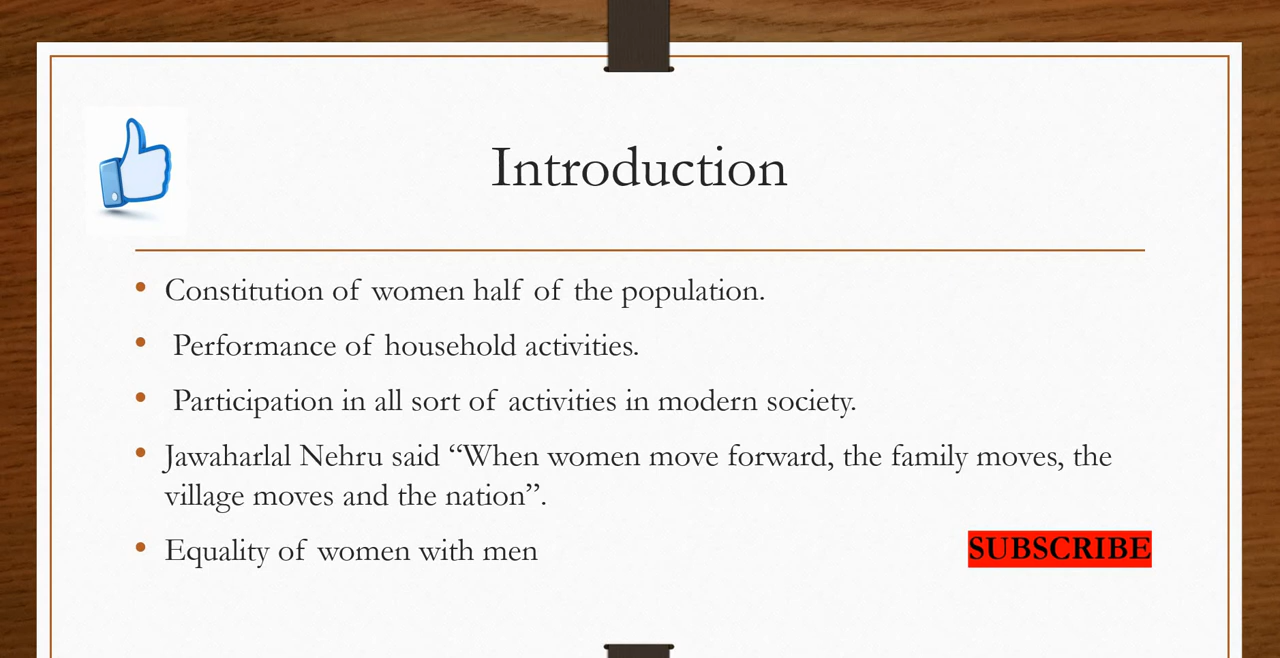 Introduction
• Constitution of women half of the population.
• Performance of household activities.
• Participation in all sort of activities in modern society.
• Jawaharlal Nehru said “When women move forward, the family moves, the
village moves and the nation”.
• Equality of women with men
SUBSCRIBE